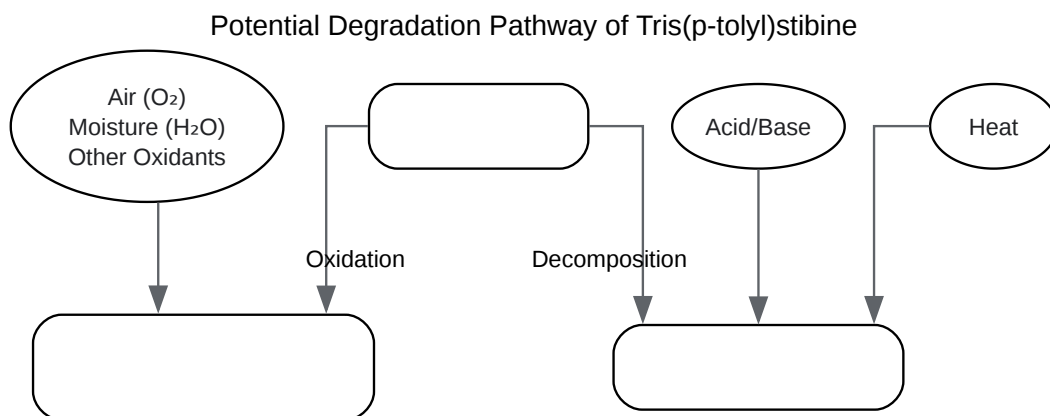 Potential Degradation Pathway of Tris(p-tolyl)stibine
Air (O₂)
Moisture (H₂O)
Other Oxidants
Acid/Base
Heat
Oxidation
Decomposition